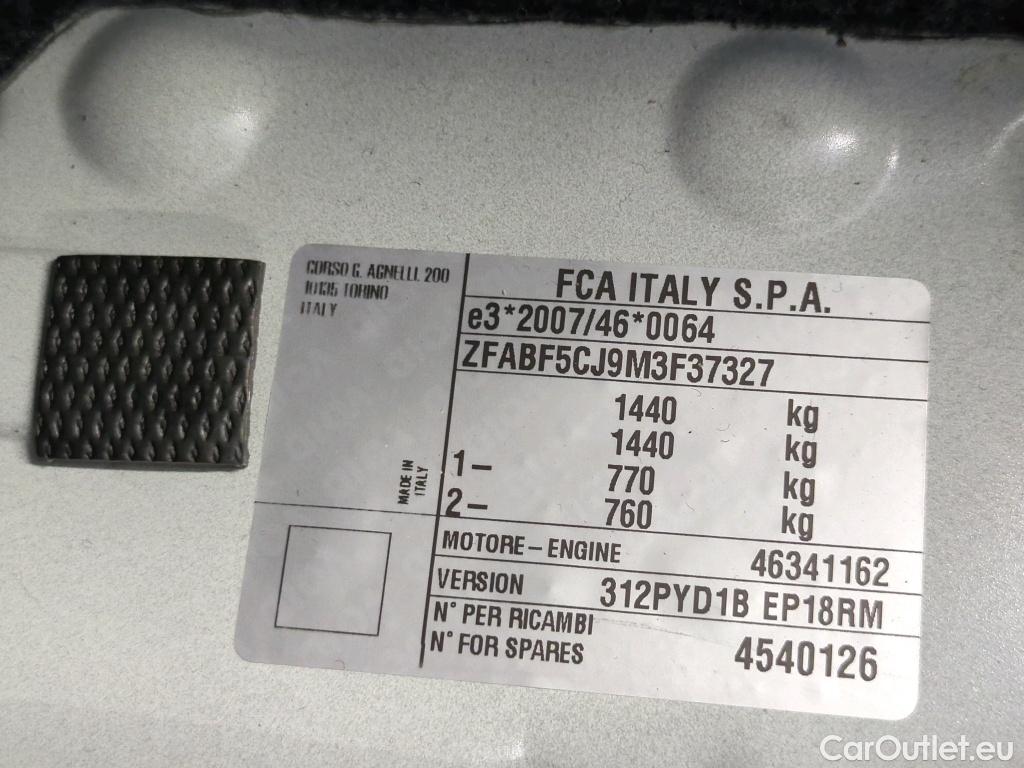 CORSO G. AGNELLI, 200
10135 TORINO
ITALY
FCA ITALY S.P.A.
e3*2007/46*0064
ZFABF5CJ9M3F37327
1440 kg
1440 kg
1- 770 kg
2- 760 kg
MADE IN
ITALY
MOTORE-ENGINE 46341162
VERSION 312PYD1B EP18RM
N° PER RICAMBI
N° FOR SPARES 4540126
CarOutlet.eu